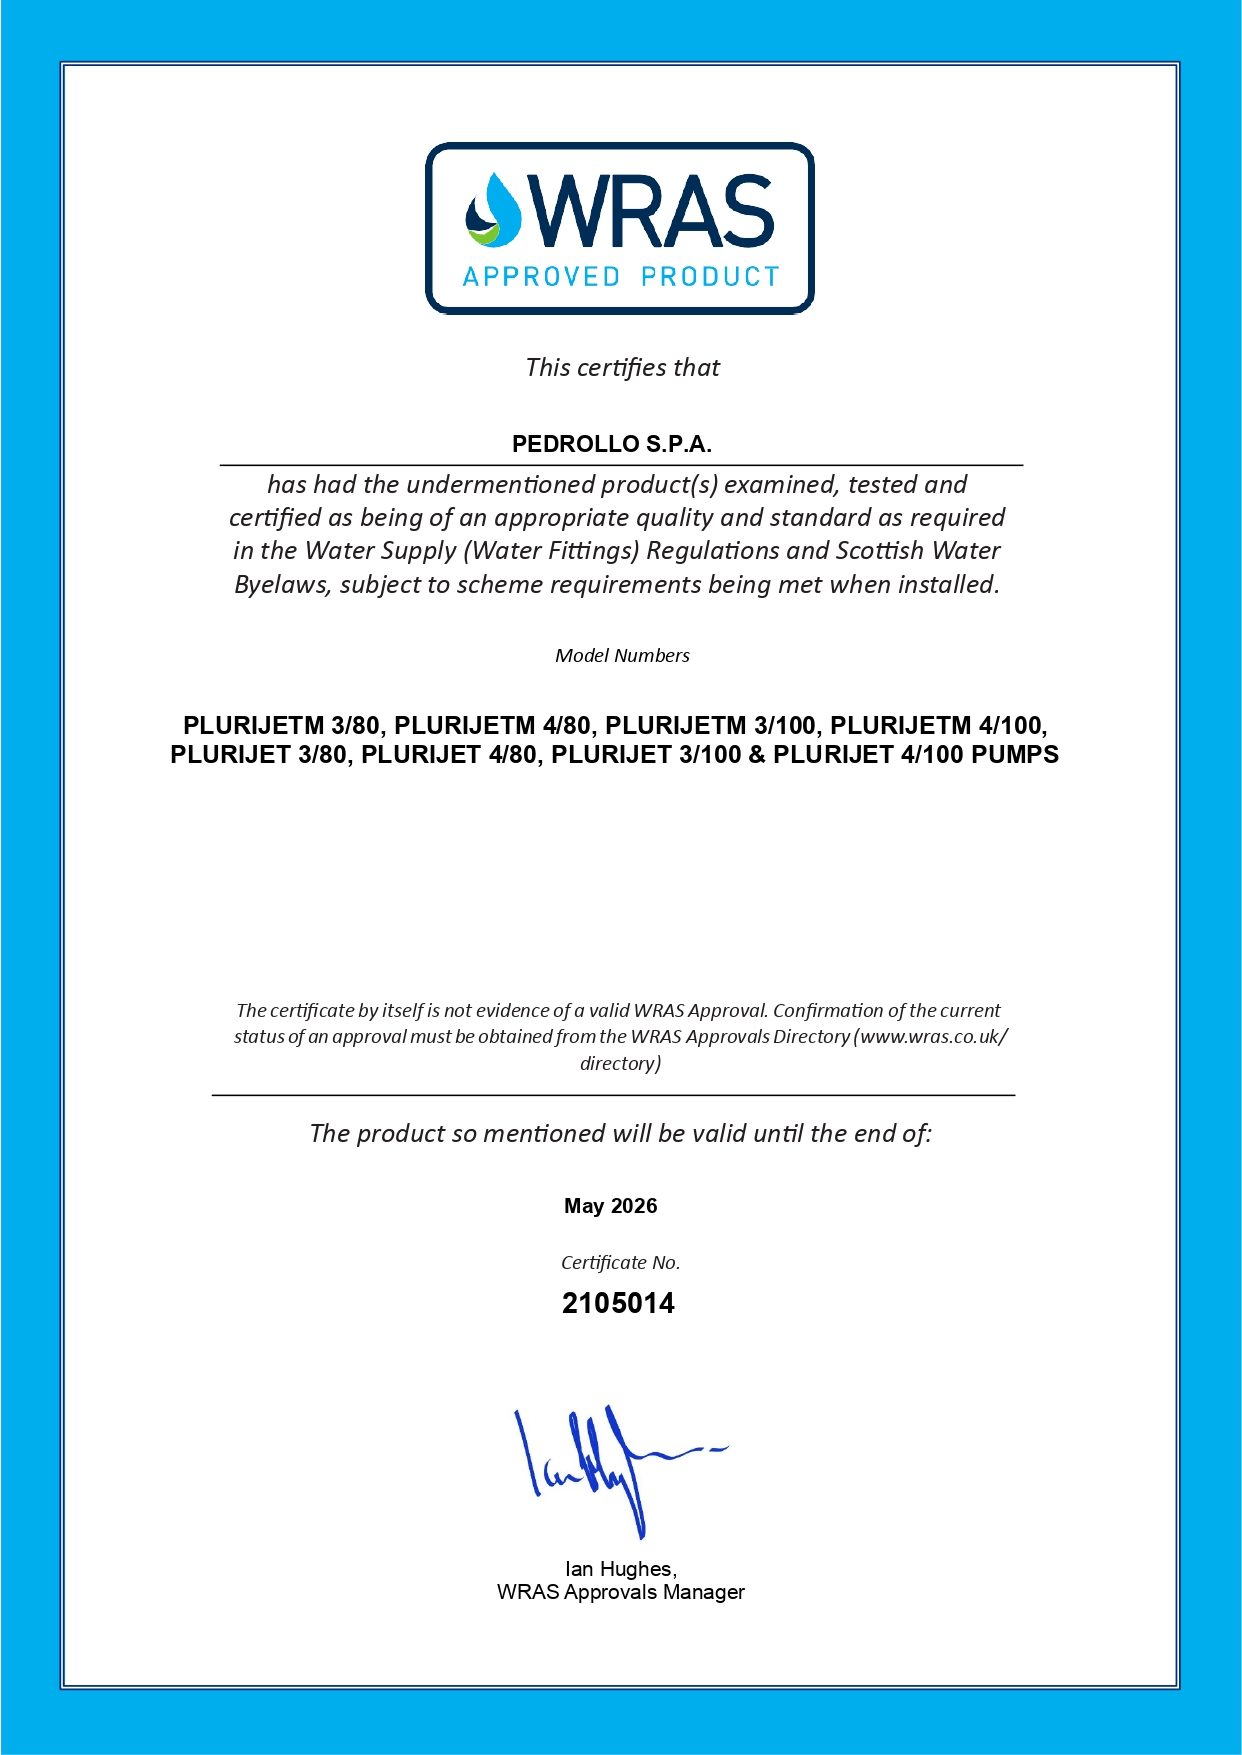 WRAS
APPROVED PRODUCT
This certifies that
PEDROLLO S.P.A.
has had the undermentioned product(s) examined, tested and
certified as being of an appropriate quality and standard as required
in the Water Supply (Water Fittings) Regulations and Scottish Water
Byelaws, subject to scheme requirements being met when installed.
Model Numbers
PLURIJETM 3/80, PLURIJETM 4/80, PLURIJETM 3/100, PLURIJETM 4/100,
PLURIJET 3/80, PLURIJET 4/80, PLURIJET 3/100 & PLURIJET 4/100 PUMPS
The certificate by itself is not evidence of a valid WRAS Approval. Confirmation of the current
status of an approval must be obtained from the WRAS Approvals Directory (www.wras.co.uk/
directory)
The product so mentioned will be valid until the end of:
May 2026
Certificate No.
2105014
Ian Hughes,
WRAS Approvals Manager